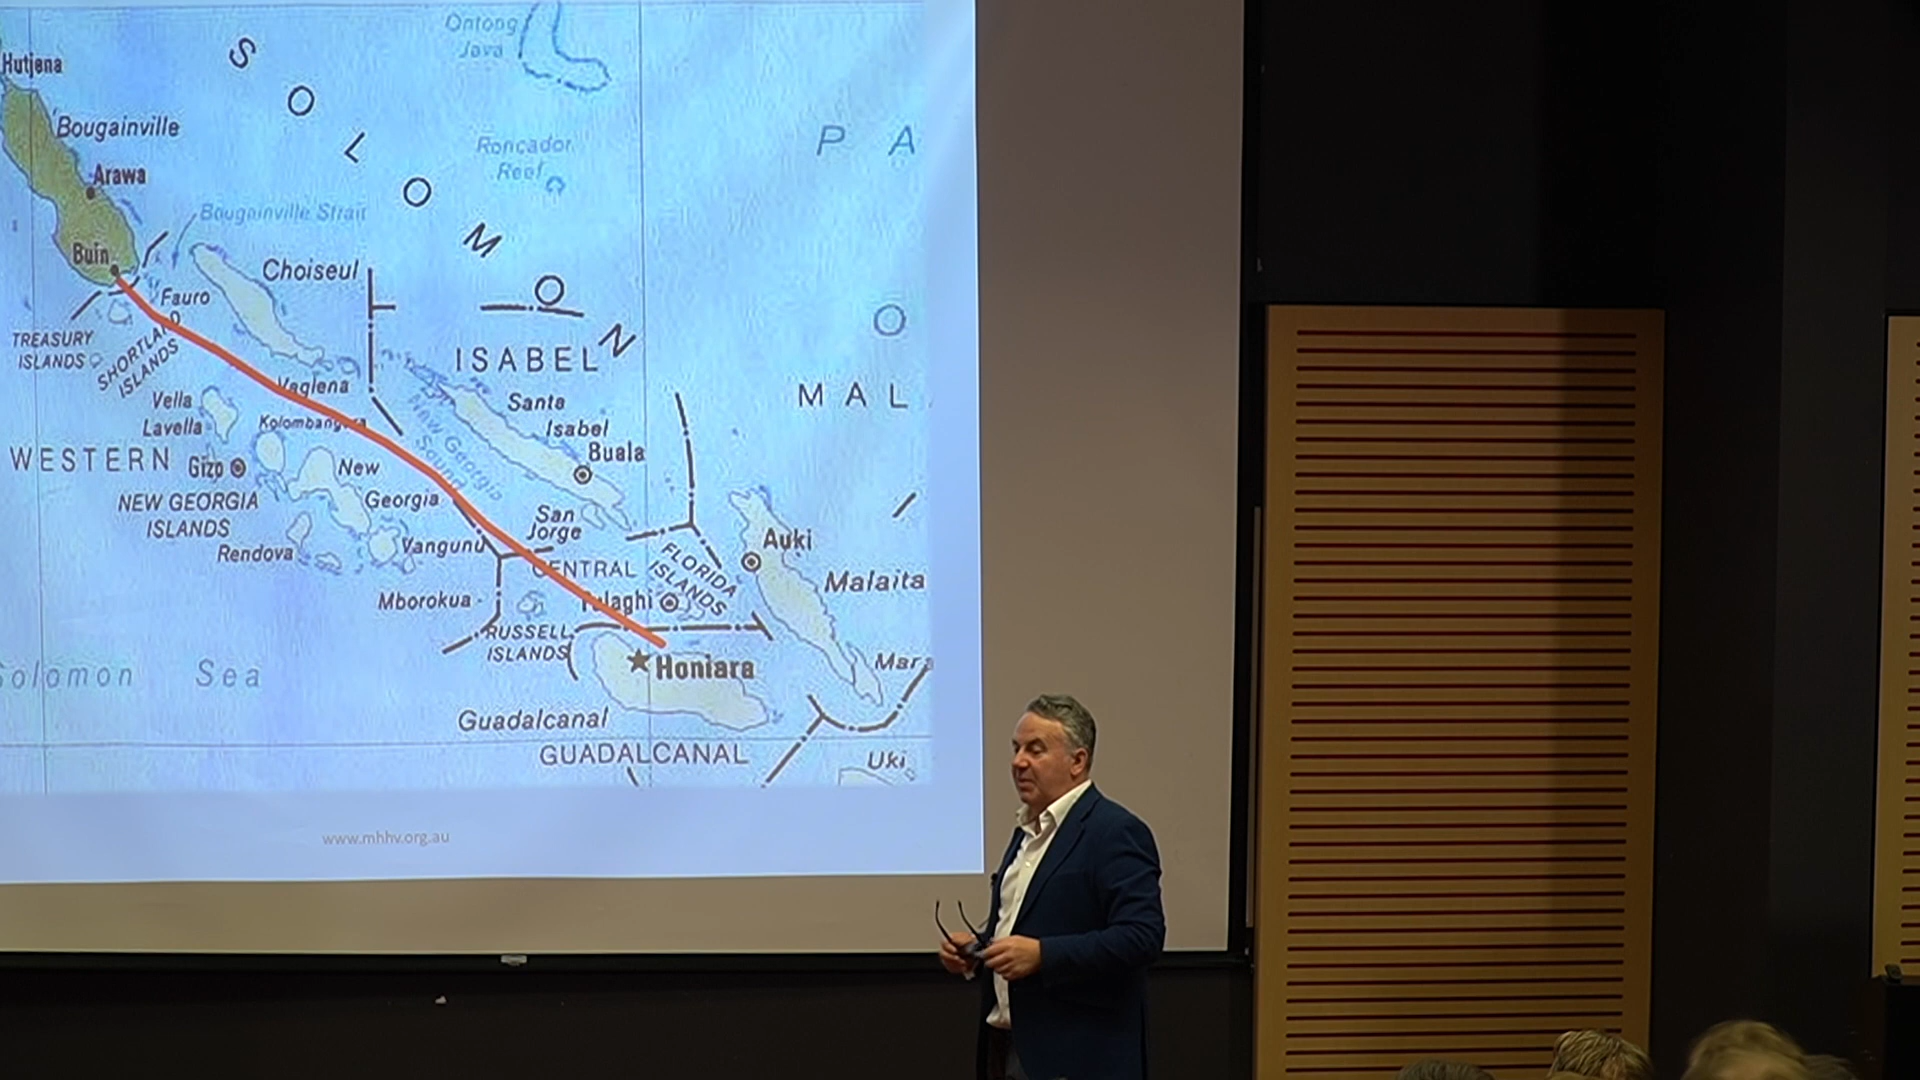 Ontong
Java
Hutjena
S O L O M O N
Bougainville
P A
Roncador
Reef
Arawa
Bougainville Strait
Buin
Choiseul
Fauro
O
TREASURY
ISLANDS
SHORTLAND
ISLANDS
ISABEL
Vaglena
Santa
Isabel
MAL
Vella
Lavella
Kolombangara
Buala
WESTERN
Gizo
New
Georgia
New Georgia
Sound
NEW GEORGIA
ISLANDS
San
Jorge
Auki
Rendova
Vangunu
CENTRAL
FLORIDA
ISLANDS
Malaita
Mborokua
Tulaghi
RUSSELL
ISLANDS
Solomon Sea
Honiara
Mara
Guadalcanal
GUADALCANAL
Uki
www.mhhv.org.au